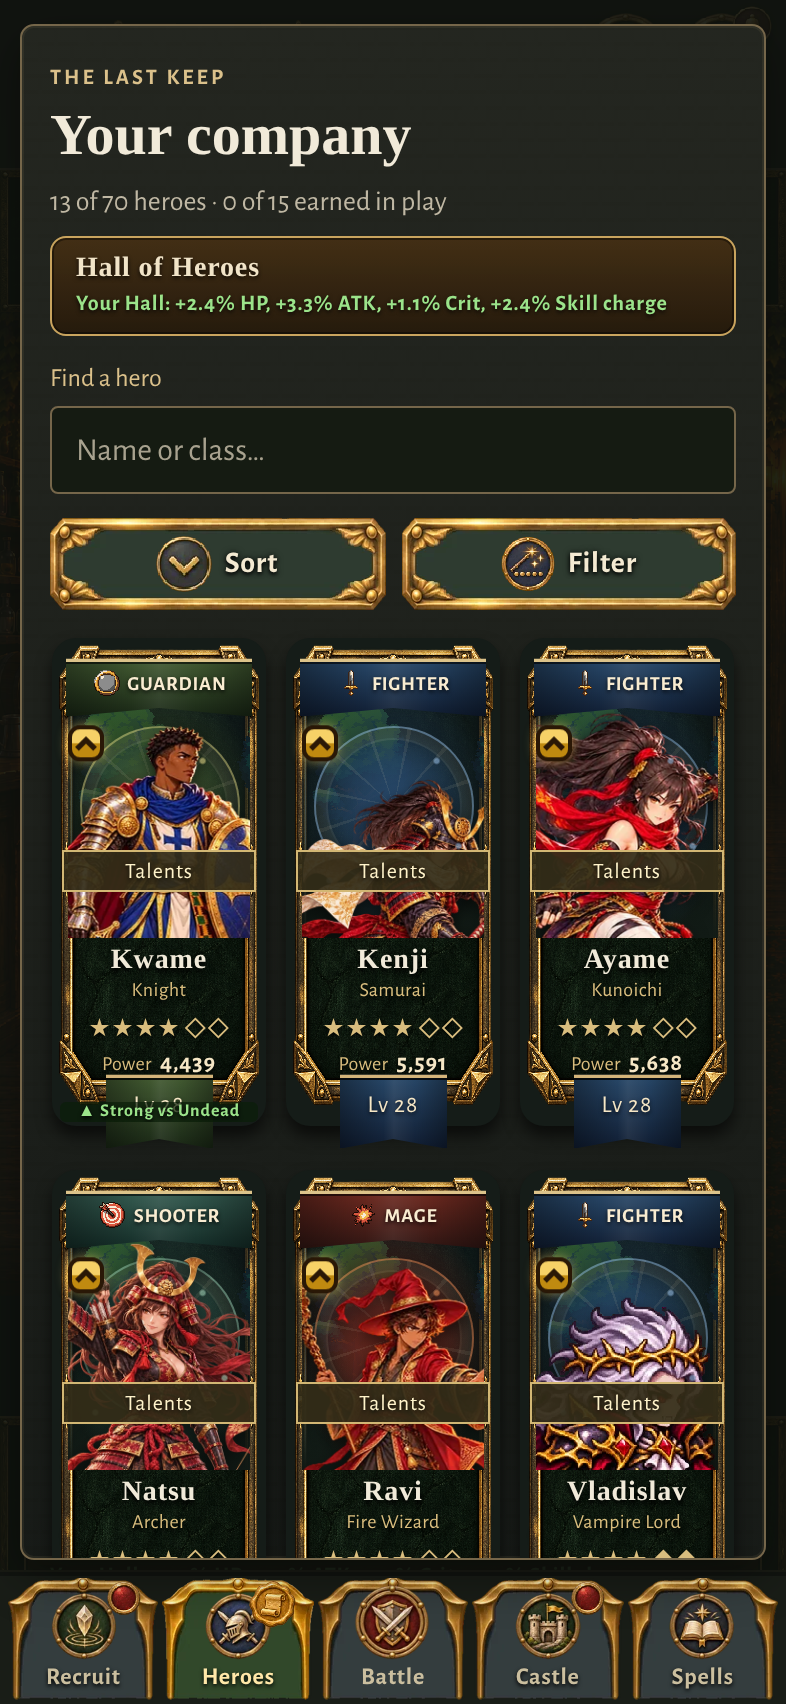 THE LAST KEEP
Your company
13 of 70 heroes · 0 of 15 earned in play
Hall of Heroes
Your Hall: +2.4% HP, +3.3% ATK, +1.1% Crit, +2.4% Skill charge
Find a hero
Name or class...
Sort
Filter
GUARDIAN
Talents
Kwame
Knight
★★★★◇◇
Power 4,439
Lv 28
▲ Strong vs Undead
FIGHTER
Talents
Kenji
Samurai
★★★★◇◇
Power 5,591
Lv 28
FIGHTER
Talents
Ayame
Kunoichi
★★★★◇◇
Power 5,638
Lv 28
SHOOTER
Talents
Natsu
Archer
MAGE
Talents
Ravi
Fire Wizard
FIGHTER
Talents
Vladislav
Vampire Lord
Recruit
Heroes
Battle
Castle
Spells